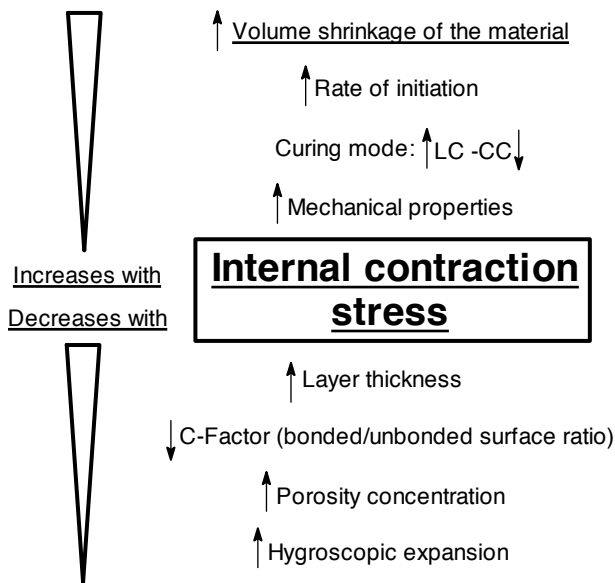 ↑ Volume shrinkage of the material
↑ Rate of initiation
Curing mode: ↑LC -CC↓
↑ Mechanical properties
Increases with
Decreases with
Internal contraction
stress
↑ Layer thickness
↓ C-Factor (bonded/unbonded surface ratio)
↑ Porosity concentration
↑ Hygroscopic expansion